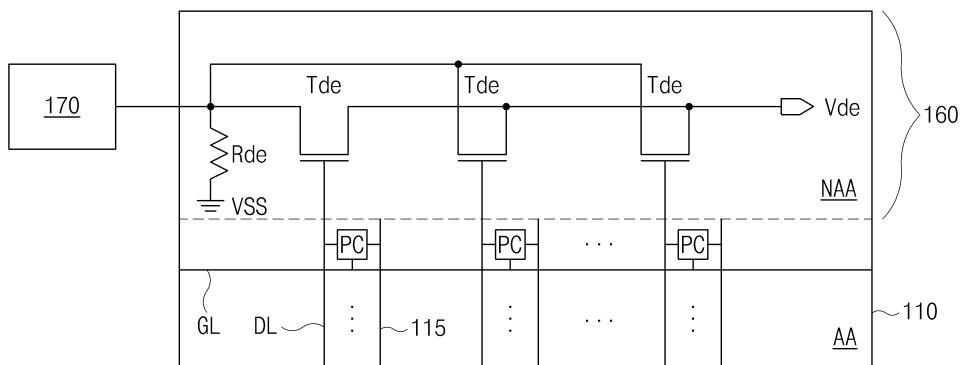 Tde Tde Tde
170 Vde 160
Rde
VSS NAA
PC PC ... PC
GL DL 115 ... 110
AA